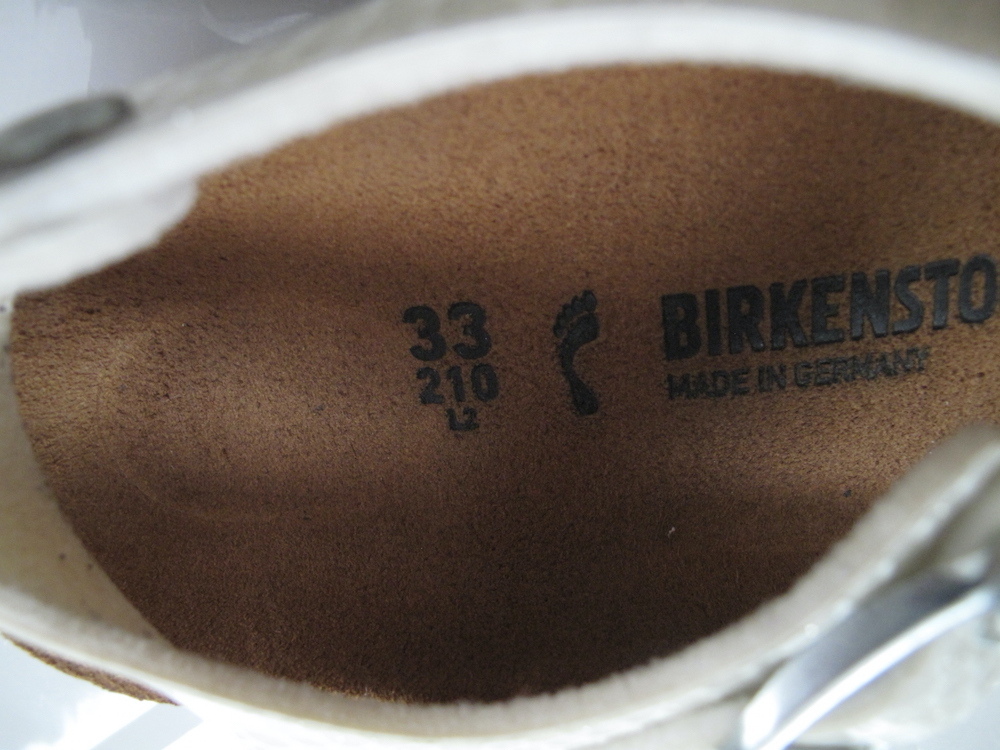 33
210
L2
BIRKENSTO
MADE IN GERMANY